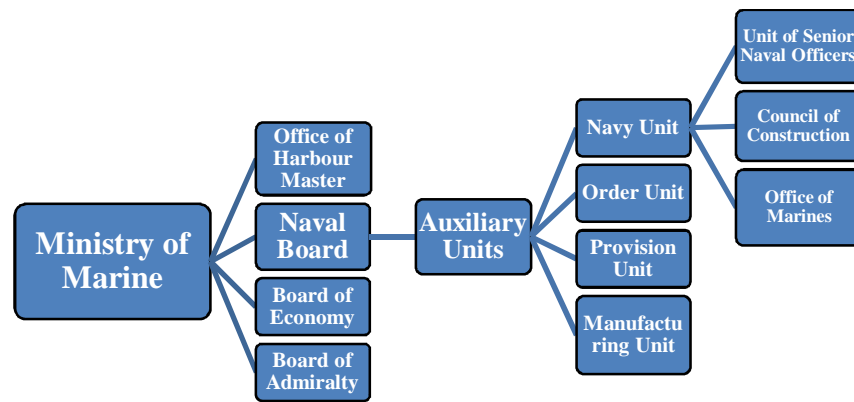 Ministry of
Marine
Office of
Harbour
Master
Naval
Board
Board of
Economy
Board of
Admiralty
Auxiliary
Units
Navy Unit
Order Unit
Provision
Unit
Manufactu
ring Unit
Unit of Senior
Naval Officers
Council of
Construction
Office of
Marines